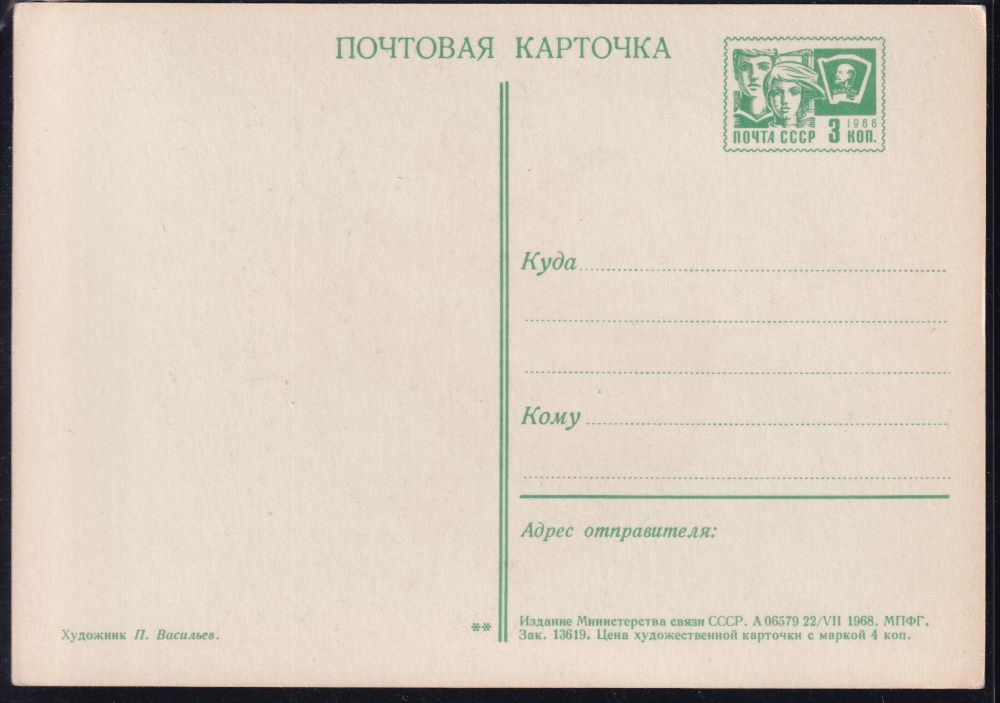 ПОЧТОВАЯ КАРТОЧКА
ВЛКСМ
1966
ПОЧТА СССР 3 КОП.
Куда
Кому
Адрес отправителя:
Художник П. Васильев.
**
Издание Министерства связи СССР. А 06579 22/VII 1968. МПФГ.
Зак. 13619. Цена художественной карточки с маркой 4 коп.